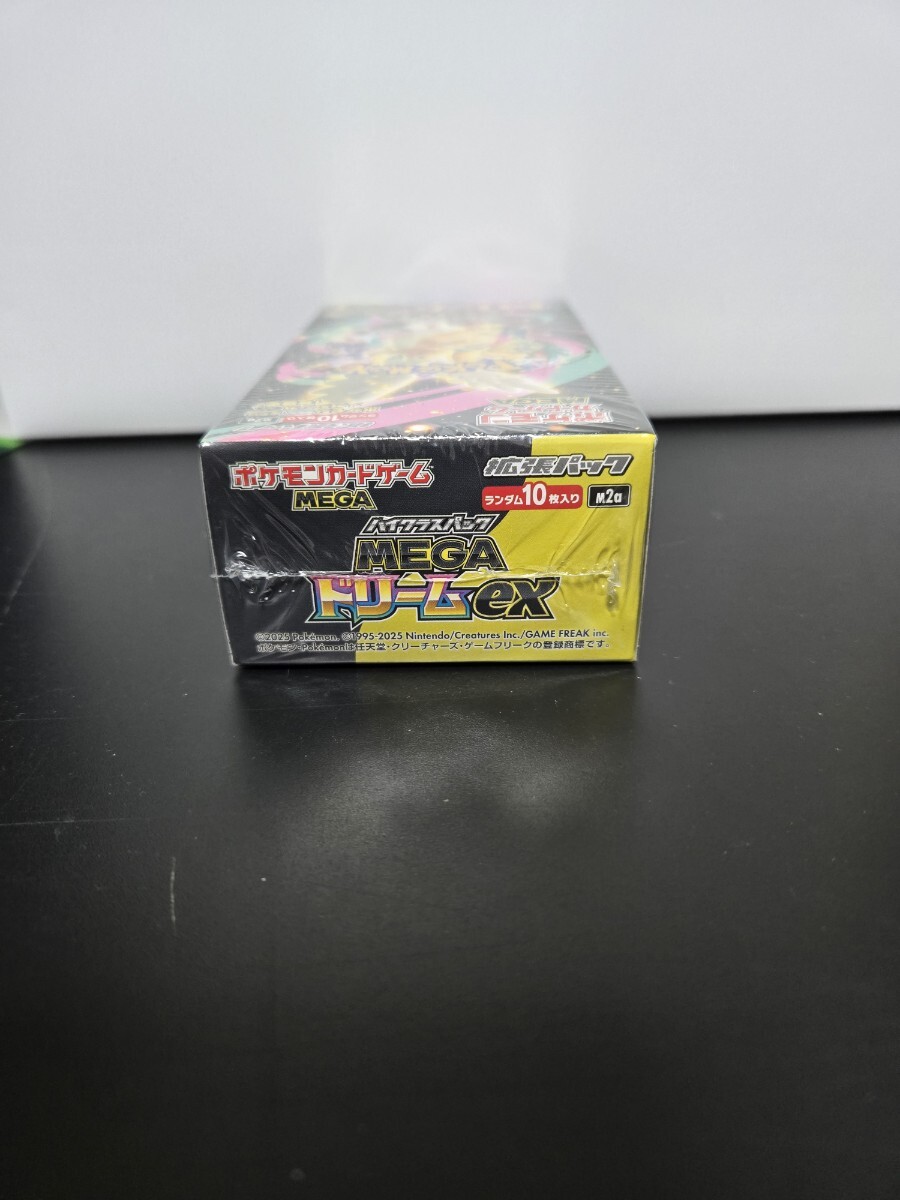 ポケモンカードゲーム
MEGA
拡張パック
ランダム10枚入り M2a
ハイクラスパック
MEGA
ドリームex
©2025 Pokémon. ©1995-2025 Nintendo/Creatures Inc./GAME FREAK inc.
ポケモン・Pokémonは任天堂・クリーチャーズ・ゲームフリークの登録商標です。